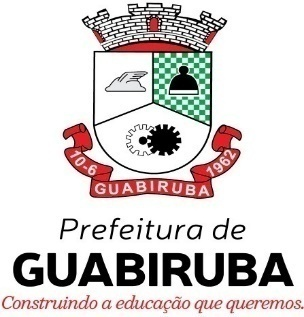 10-6 GUABIRUBA 1962
Prefeitura de
GUABIRUBA
Construindo a educação que queremos.